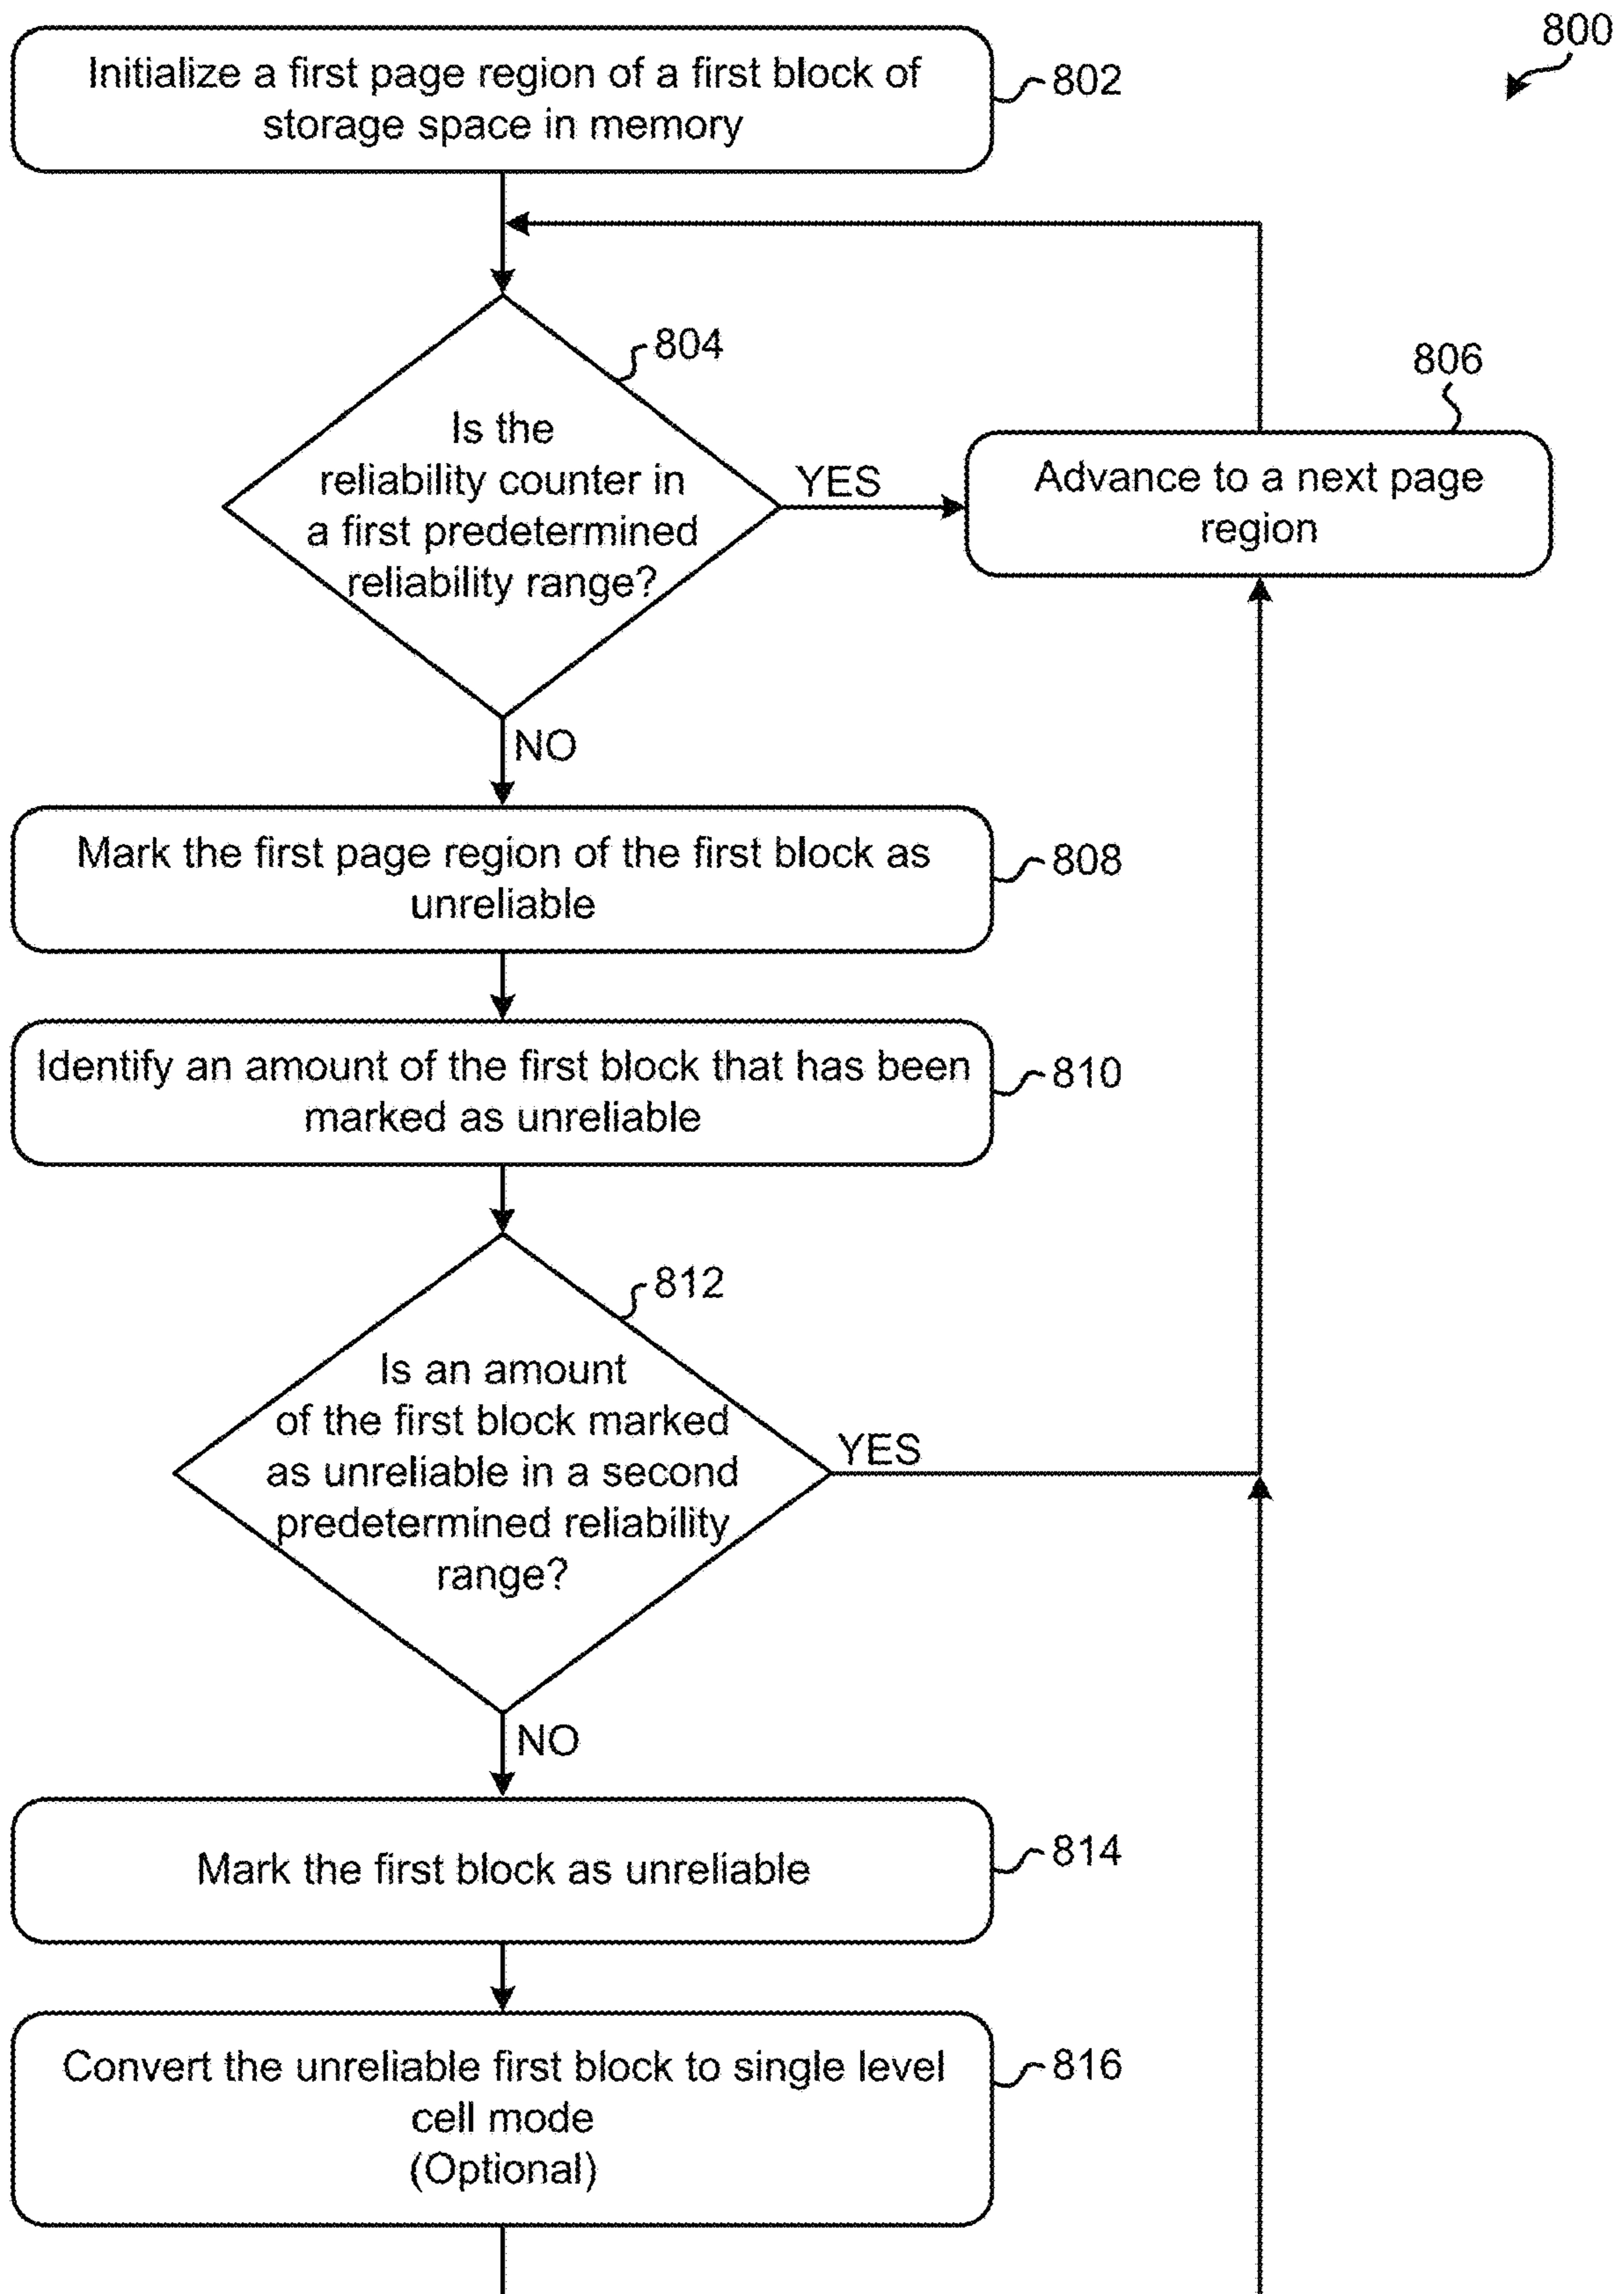 800
Initialize a first page region of a first block of
storage space in memory
802
804
Is the
reliability counter in
a first predetermined
reliability range?
YES
806
Advance to a next page
region
NO
Mark the first page region of the first block as
unreliable
808
Identify an amount of the first block that has been
marked as unreliable
810
812
Is an amount
of the first block marked
as unreliable in a second
predetermined reliability
range?
YES
NO
Mark the first block as unreliable
814
Convert the unreliable first block to single level
cell mode
(Optional)
816